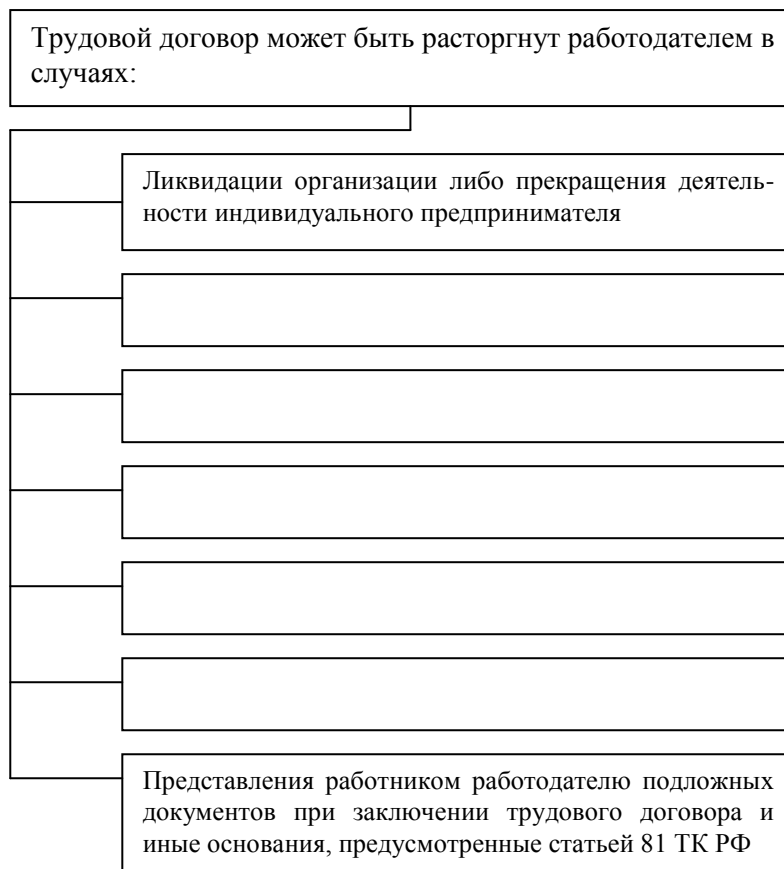 Трудовой договор может быть расторгнут работодателем в
случаях:
Ликвидации организации либо прекращения деятель-
ности индивидуального предпринимателя
Представления работником работодателю подложных
документов при заключении трудового договора и
иные основания, предусмотренные статьей 81 ТК РФ